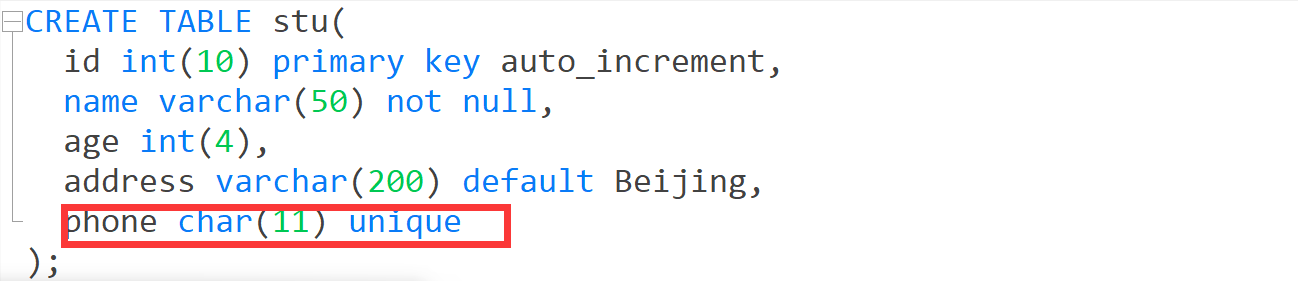 CREATE TABLE stu(
id int(10) primary key auto_increment,
name varchar(50) not null,
age int(4),
address varchar(200) default Beijing,
phone char(11) unique
);